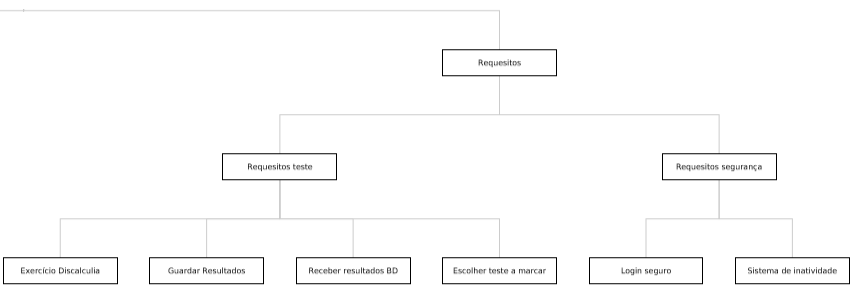 Requesitos
Requesitos teste
Requesitos segurança
Exercício Discalculia
Guardar Resultados
Receber resultados BD
Escolher teste a marcar
Login seguro
Sistema de inatividade